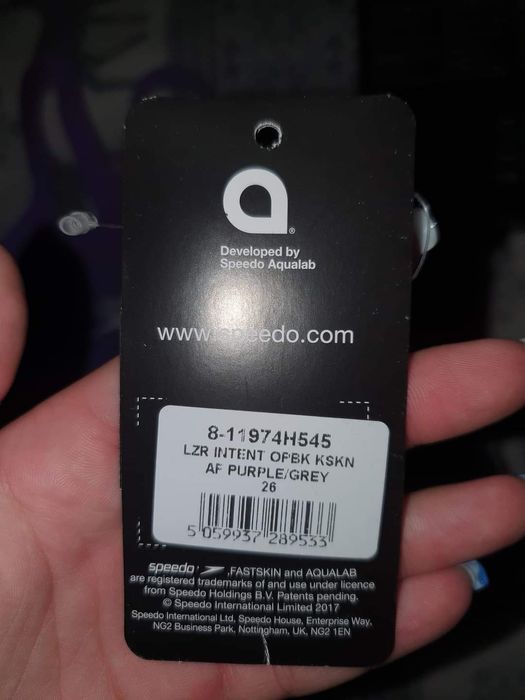 Developed by
Speedo Aqualab
www.speedo.com
8-11974H545
LZR INTENT OPBK KSKN
AF PURPLE/GREY
26
5 059937 289533
speedo ,FASTSKIN and AQUALAB
are registered trademarks of and use under licence
from Speedo Holdings B.V. Patents pending.
© Speedo International Limited 2017
Speedo International Ltd, Speedo House, Enterprise Way,
NG2 Business Park, Nottingham, UK, NG2 1EN